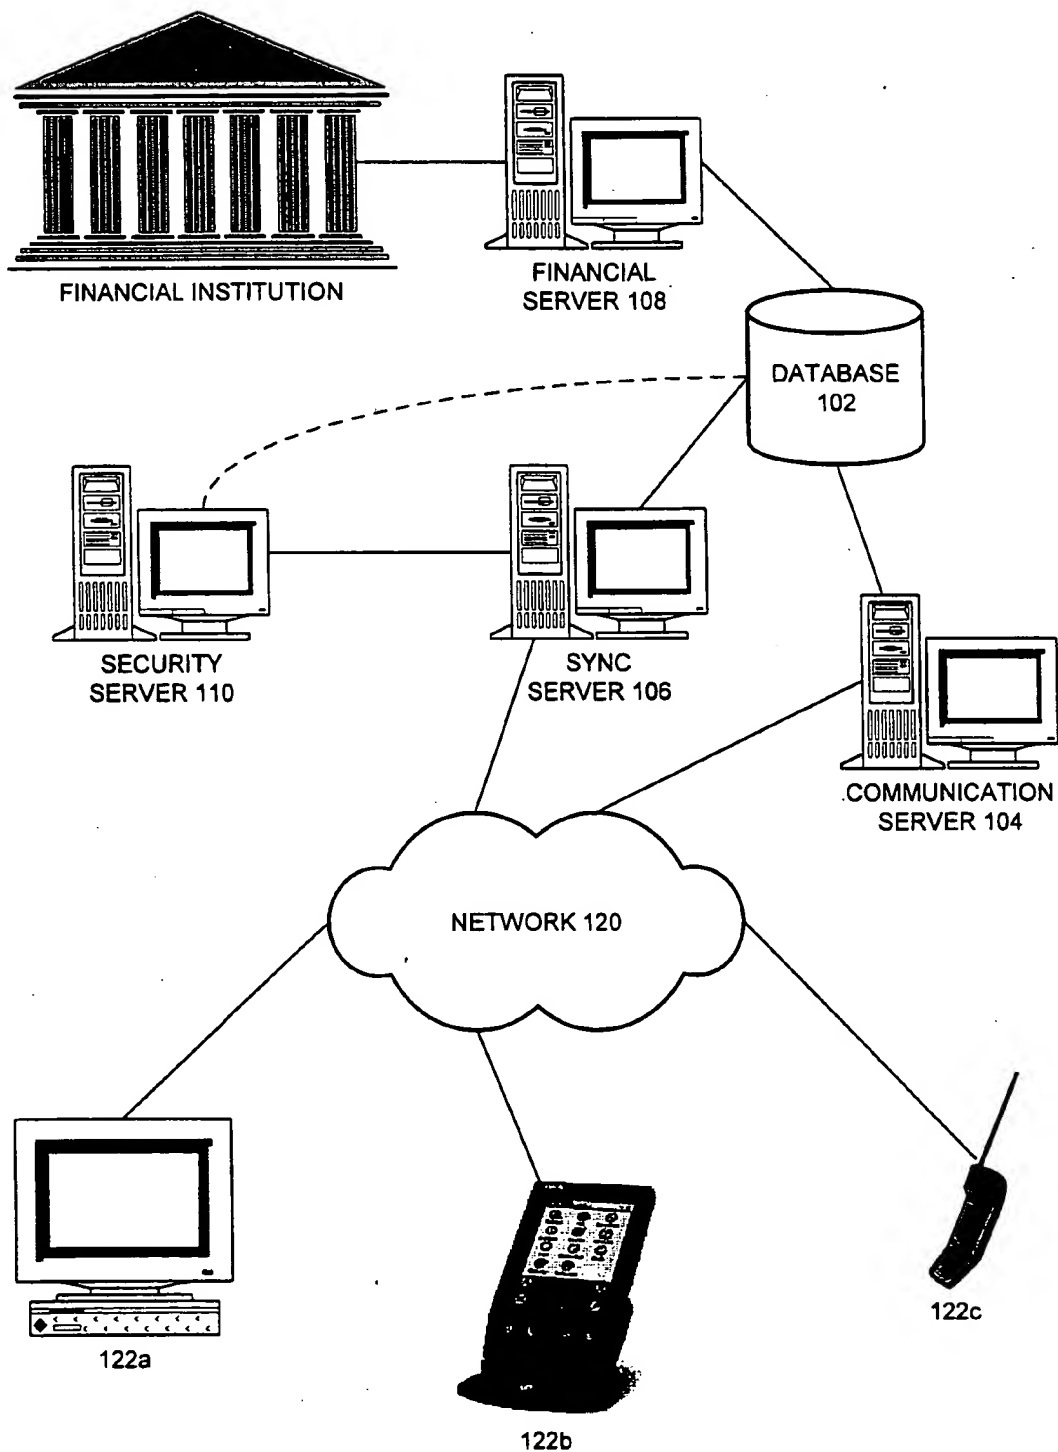 FINANCIAL INSTITUTION
FINANCIAL
SERVER 108
DATABASE
102
SECURITY
SERVER 110
SYNC
SERVER 106
COMMUNICATION
SERVER 104
NETWORK 120
122a
122b
122c